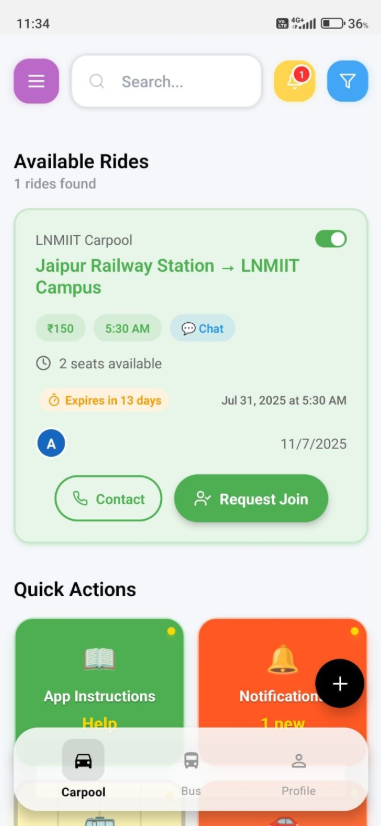 11:34
4G+
36%
Search...
1
Available Rides
1 rides found
LNMIIT Carpool
Jaipur Railway Station → LNMIIT
Campus
₹150
5:30 AM
💬 Chat
2 seats available
Expires in 13 days
Jul 31, 2025 at 5:30 AM
A
11/7/2025
Contact
Request Join
Quick Actions
App Instructions
Notification
Help
1 new
Carpool
Bus
Profile